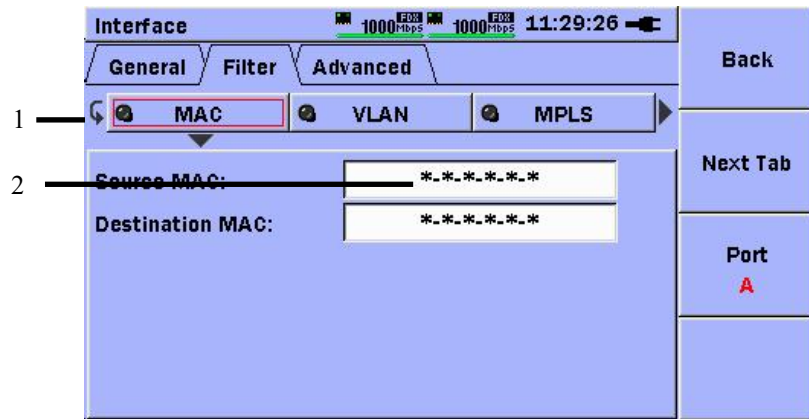 Interface 1000 FDX Mbps 1000 FDX Mbps 11:29:26
Back
General Filter Advanced
1 MAC VLAN MPLS
Next Tab
2 Source MAC: *-*-*-*-*-*
Destination MAC: *-*-*-*-*-*
Port
A